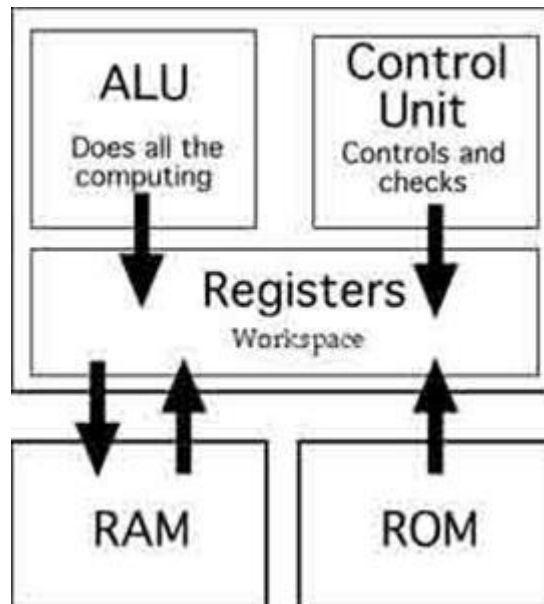 ALU
Does all the
computing
Control
Unit
Controls and
checks
Registers
Workspace
RAM
ROM